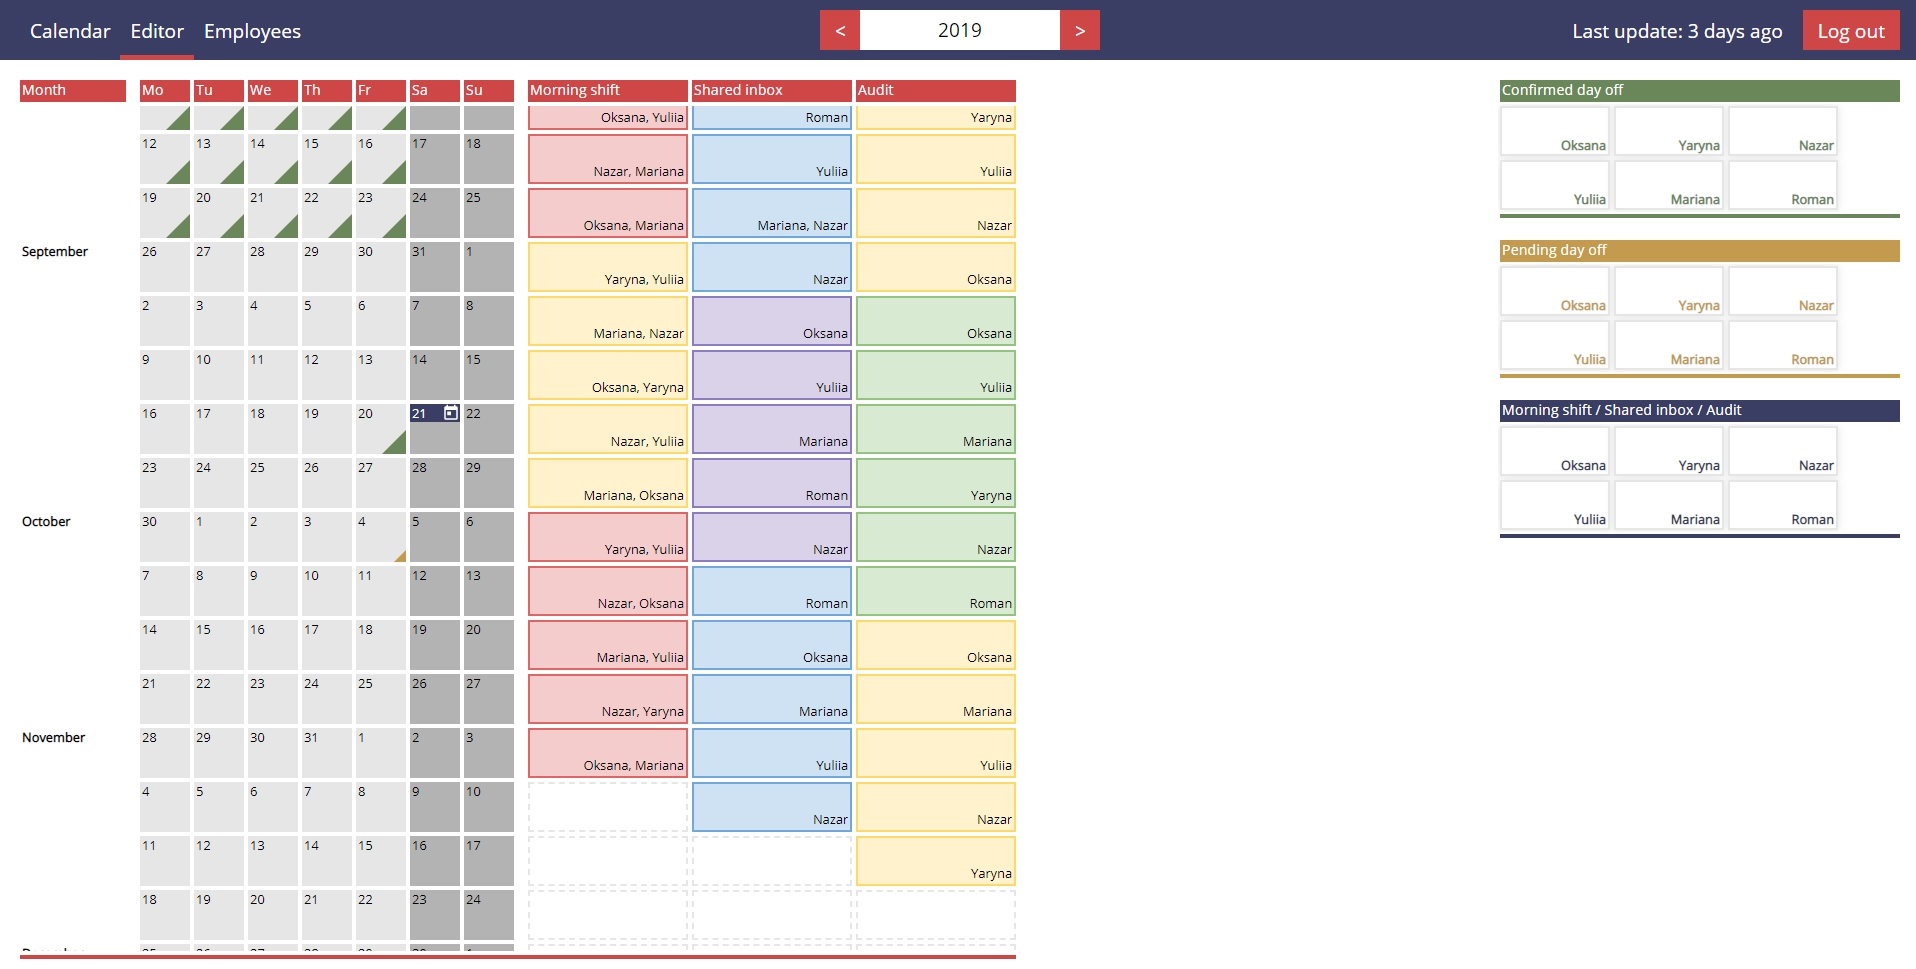 Calendar Editor Employees < 2019 > Last update: 3 days ago Log out
Month Mo Tu We Th Fr Sa Su Morning shift Shared inbox Audit
Oksana, Yuliia Roman Yaryna
12 13 14 15 16 17 18 Nazar, Mariana Yuliia Yuliia
19 20 21 22 23 24 25 Oksana, Mariana Mariana, Nazar Nazar
September 26 27 28 29 30 31 1 Yaryna, Yuliia Nazar Oksana
2 3 4 5 6 7 8 Mariana, Nazar Oksana Oksana
9 10 11 12 13 14 15 Oksana, Yaryna Yuliia Yuliia
16 17 18 19 20 21 22 Nazar, Yuliia Mariana Mariana
23 24 25 26 27 28 29 Mariana, Oksana Roman Yaryna
October 30 1 2 3 4 5 6 Yaryna, Yuliia Nazar Nazar
7 8 9 10 11 12 13 Nazar, Oksana Roman Roman
14 15 16 17 18 19 20 Mariana, Yuliia Oksana Oksana
21 22 23 24 25 26 27 Nazar, Yaryna Mariana Mariana
November 28 29 30 31 1 2 3 Oksana, Mariana Yuliia Yuliia
4 5 6 7 8 9 10 Nazar Nazar
11 12 13 14 15 16 17 Yaryna
18 19 20 21 22 23 24
Confirmed day off
Oksana Yaryna Nazar
Yuliia Mariana Roman
Pending day off
Oksana Yaryna Nazar
Yuliia Mariana Roman
Morning shift / Shared inbox / Audit
Oksana Yaryna Nazar
Yuliia Mariana Roman